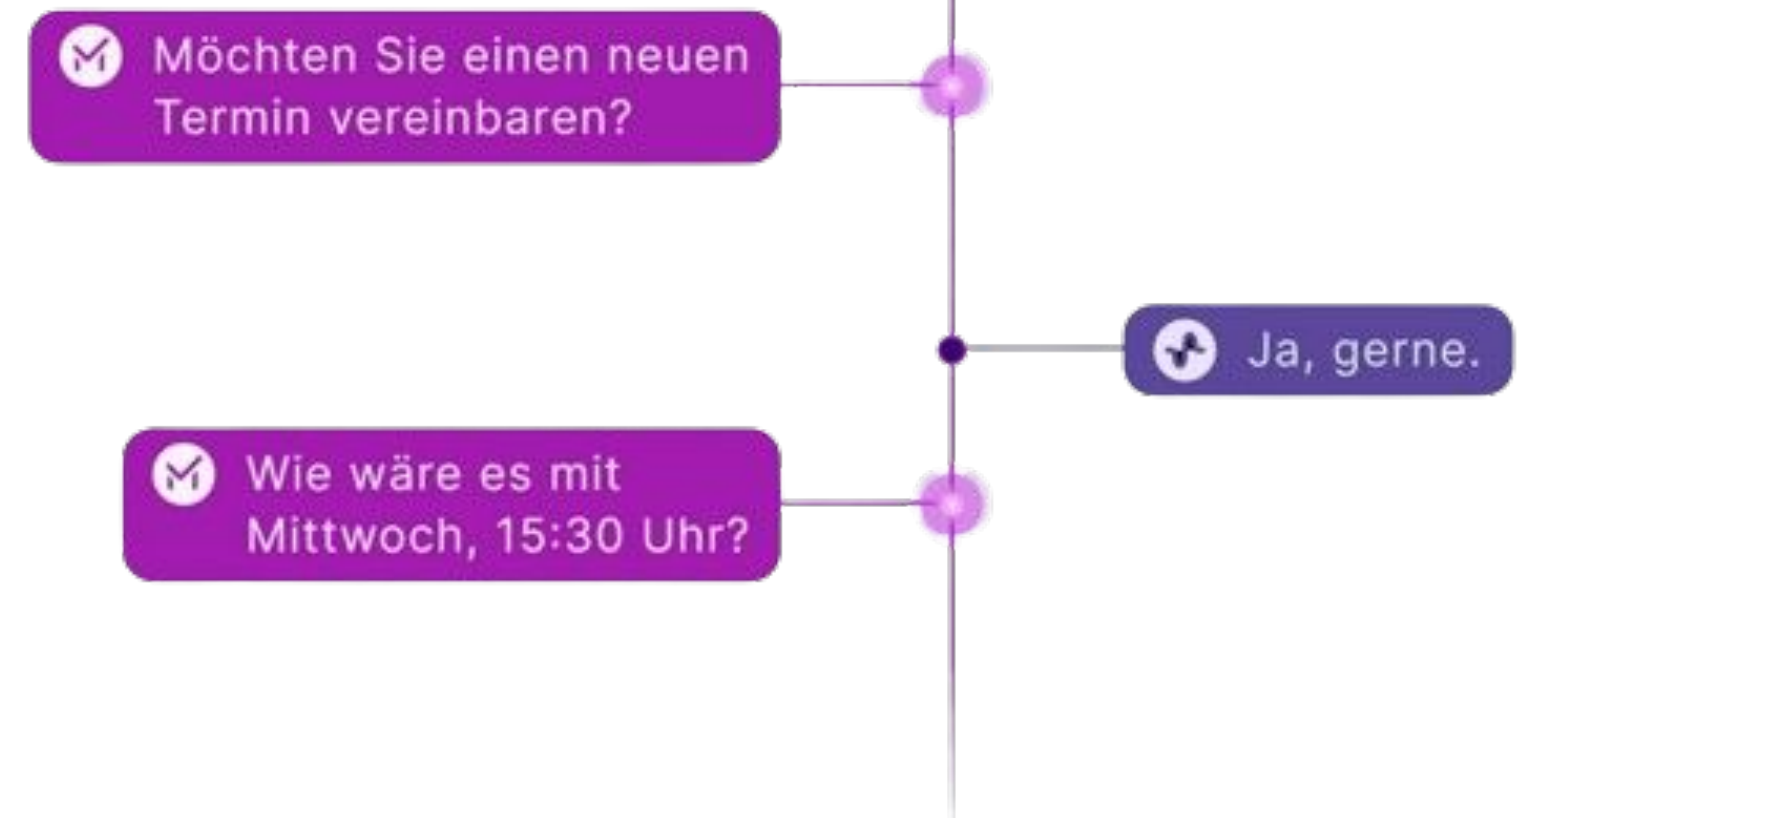 Möchten Sie einen neuen
Termin vereinbaren?
Ja, gerne.
Wie wäre es mit
Mittwoch, 15:30 Uhr?